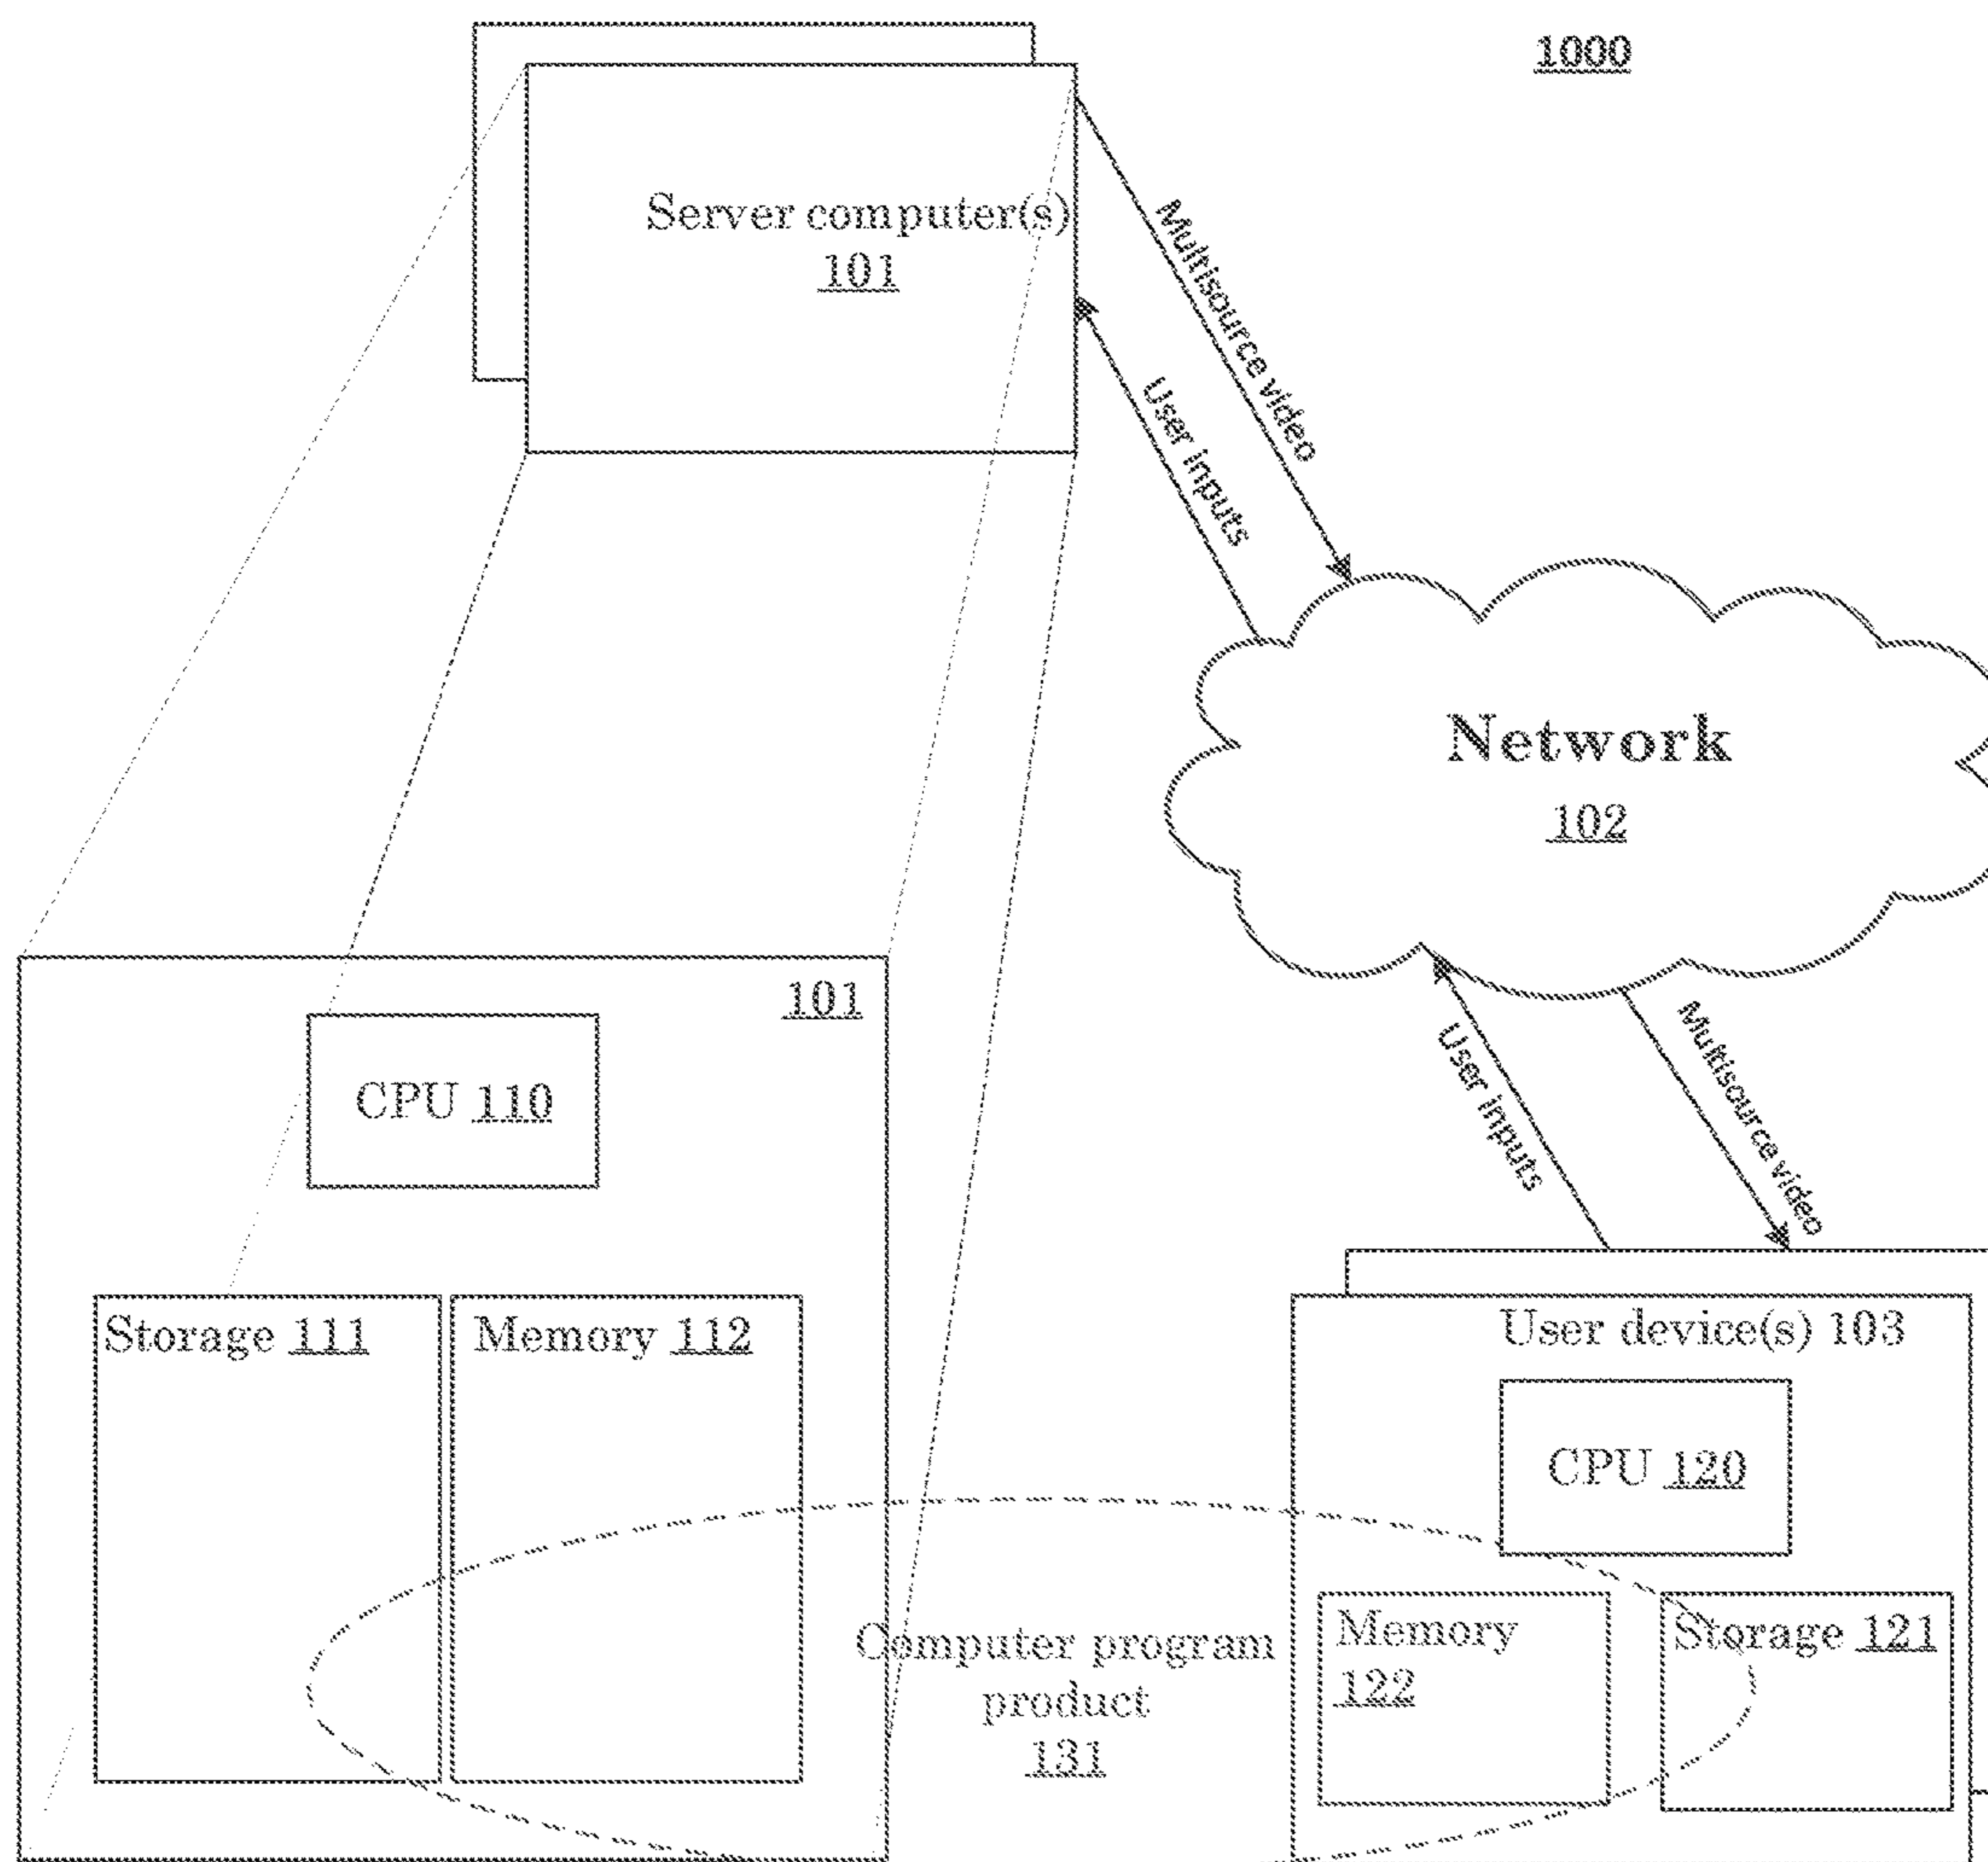 1000
Server computer(s)
101
Multisource video
User inputs
Network
102
101
CPU 110
Storage 111
Memory 112
User inputs
Multisource video
User device(s) 103
CPU 120
Memory
122
Storage 121
Computer program
product
131